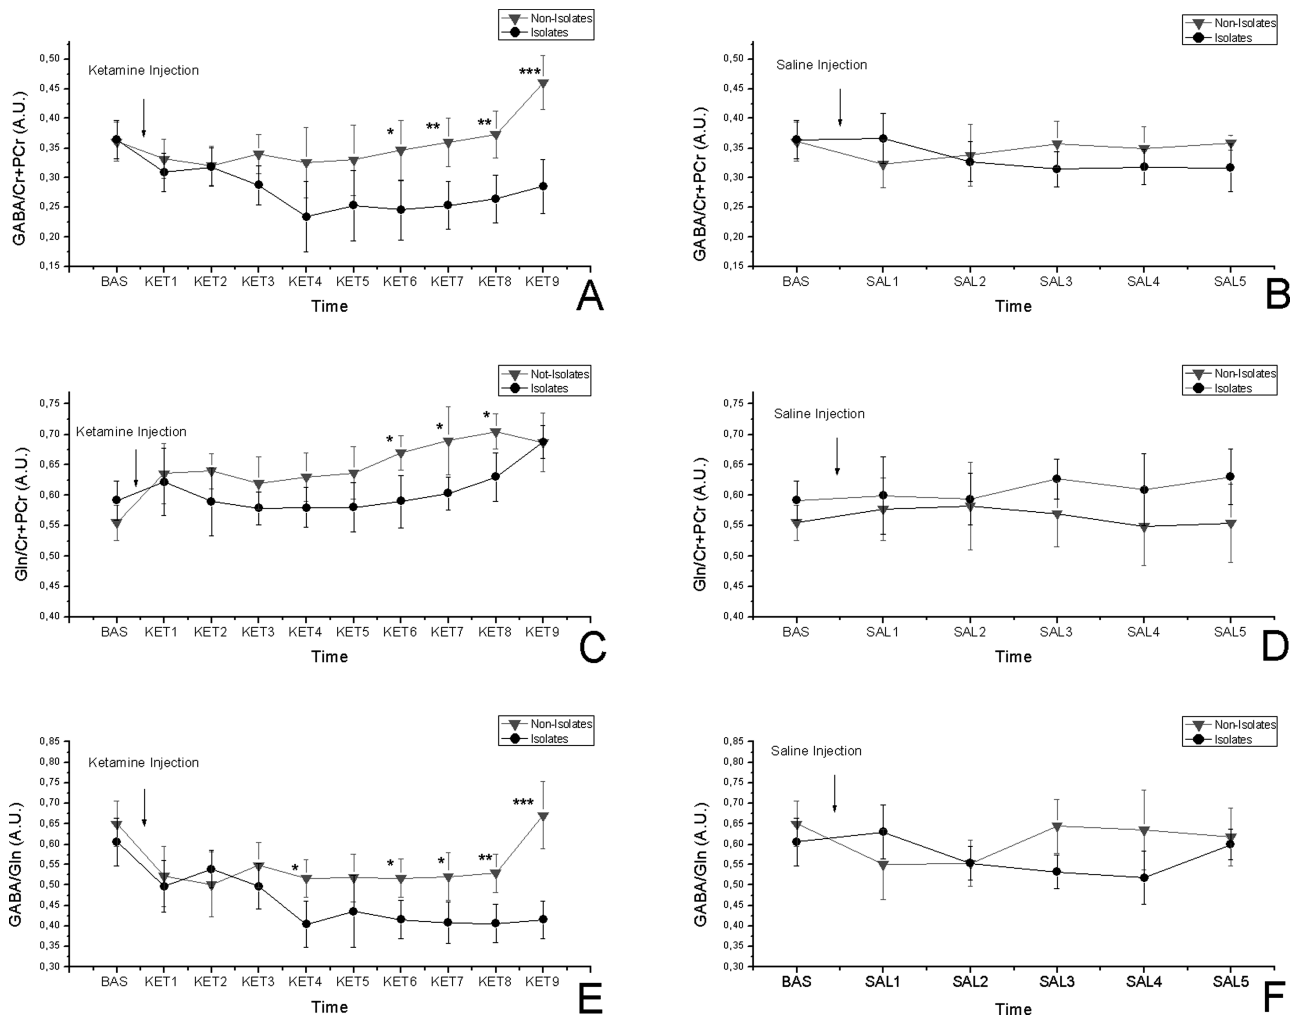 Non-Isolates
Isolates
Ketamine Injection
GABA/Cr+PCr (A.U.)
0,50
0,45
0,40
0,35
0,30
0,25
0,20
0,15
*
**
**
***
BAS KET1 KET2 KET3 KET4 KET5 KET6 KET7 KET8 KET9
Time
A
Non-Isolates
Isolates
Saline Injection
GABA/Cr+PCr (A.U.)
0,50
0,45
0,40
0,35
0,30
0,25
0,20
0,15
BAS SAL1 SAL2 SAL3 SAL4 SAL5
Time
B
Not-Isolates
Isolates
Ketamine Injection
Gln/Cr+PCr (A.U.)
0,75
0,70
0,65
0,60
0,55
0,50
0,45
0,40
*
*
*
BAS KET1 KET2 KET3 KET4 KET5 KET6 KET7 KET8 KET9
Time
C
Non-Isolates
Isolates
Saline Injection
Gln/Cr+PCr (A.U.)
0,75
0,70
0,65
0,60
0,55
0,50
0,45
0,40
BAS SAL1 SAL2 SAL3 SAL4 SAL5
Time
D
Non-Isolates
Isolates
Ketamine Injection
GABA/Gln (A.U.)
0,85
0,80
0,75
0,70
0,65
0,60
0,55
0,50
0,45
0,40
0,35
0,30
*
*
*
**
***
BAS KET1 KET2 KET3 KET4 KET5 KET6 KET7 KET8 KET9
Time
E
Non-Isolates
Isolates
Saline Injection
GABA/Gln (A.U.)
0,85
0,80
0,75
0,70
0,65
0,60
0,55
0,50
0,45
0,40
0,35
0,30
BAS SAL1 SAL2 SAL3 SAL4 SAL5
Time
F